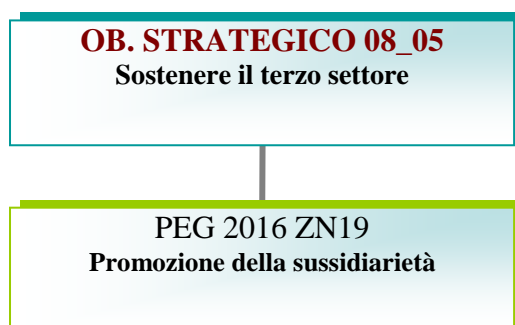 OB. STRATEGICO 08_05
Sostenere il terzo settore
PEG 2016 ZN19
Promozione della sussidiarietà